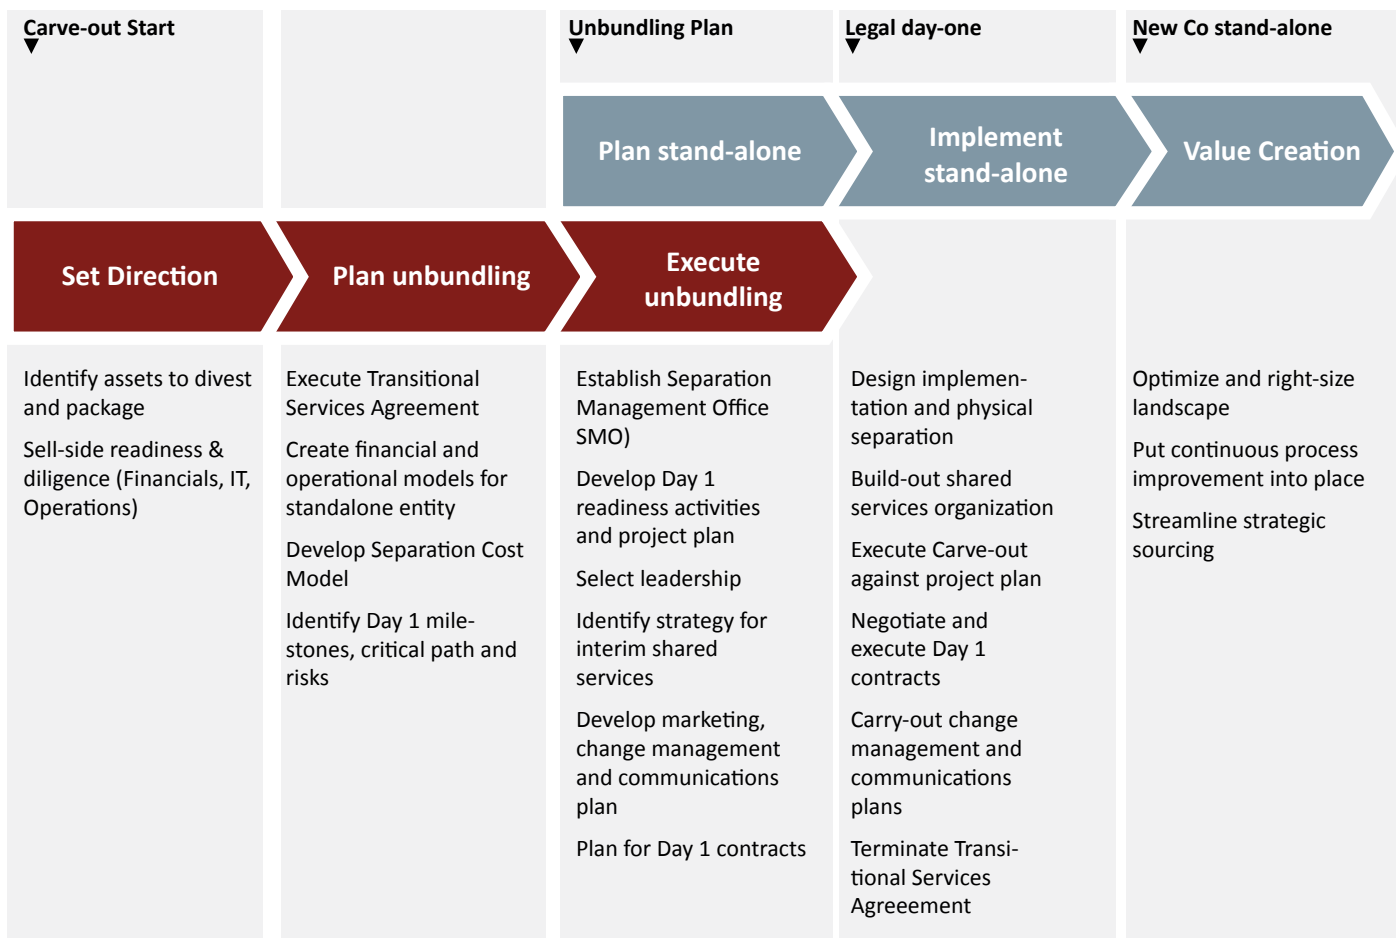 Carve-out Start
Unbundling Plan
Legal day-one
New Co stand-alone
Plan stand-alone
Implement
stand-alone
Value Creation
Set Direction
Plan unbundling
Execute
unbundling
Identify assets to divest
and package
Sell-side readiness &
diligence (Financials, IT,
Operations)
Execute Transitional
Services Agreement
Create financial and
operational models for
standalone entity
Develop Separation Cost
Model
Identify Day 1 mile-
stones, critical path and
risks
Establish Separation
Management Office
SMO)
Develop Day 1
readiness activities
and project plan
Select leadership
Identify strategy for
interim shared
services
Develop marketing,
change management
and communications
plan
Plan for Day 1 contracts
Design implemen-
tation and physical
separation
Build-out shared
services organization
Execute Carve-out
against project plan
Negotiate and
execute Day 1
contracts
Carry-out change
management and
communications
plans
Terminate Transi-
tional Services
Agreeement
Optimize and right-size
landscape
Put continuous process
improvement into place
Streamline strategic
sourcing